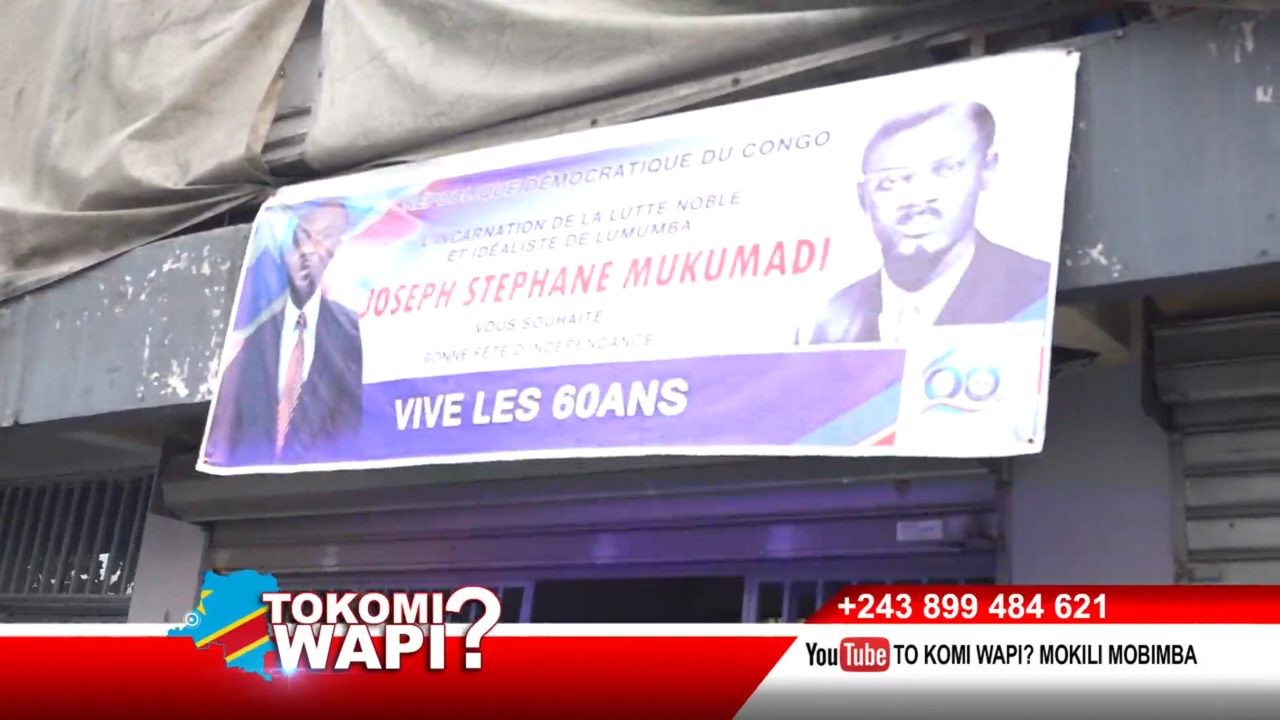 RÉPUBLIQUE DÉMOCRATIQUE DU CONGO
L'INCARNATION DE LA LUTTE NOBLE
ET IDÉALISTE DE LUMUMBA
JOSEPH STEPHANE MUKUMADI
VOUS SOUHAITE
BONNE FÊTE D'INDEPENDANCE
VIVE LES 60ANS
60
TOKOMI
WAPI?
+243 899 484 621
YouTube TO KOMI WAPI? MOKILI MOBIMBA